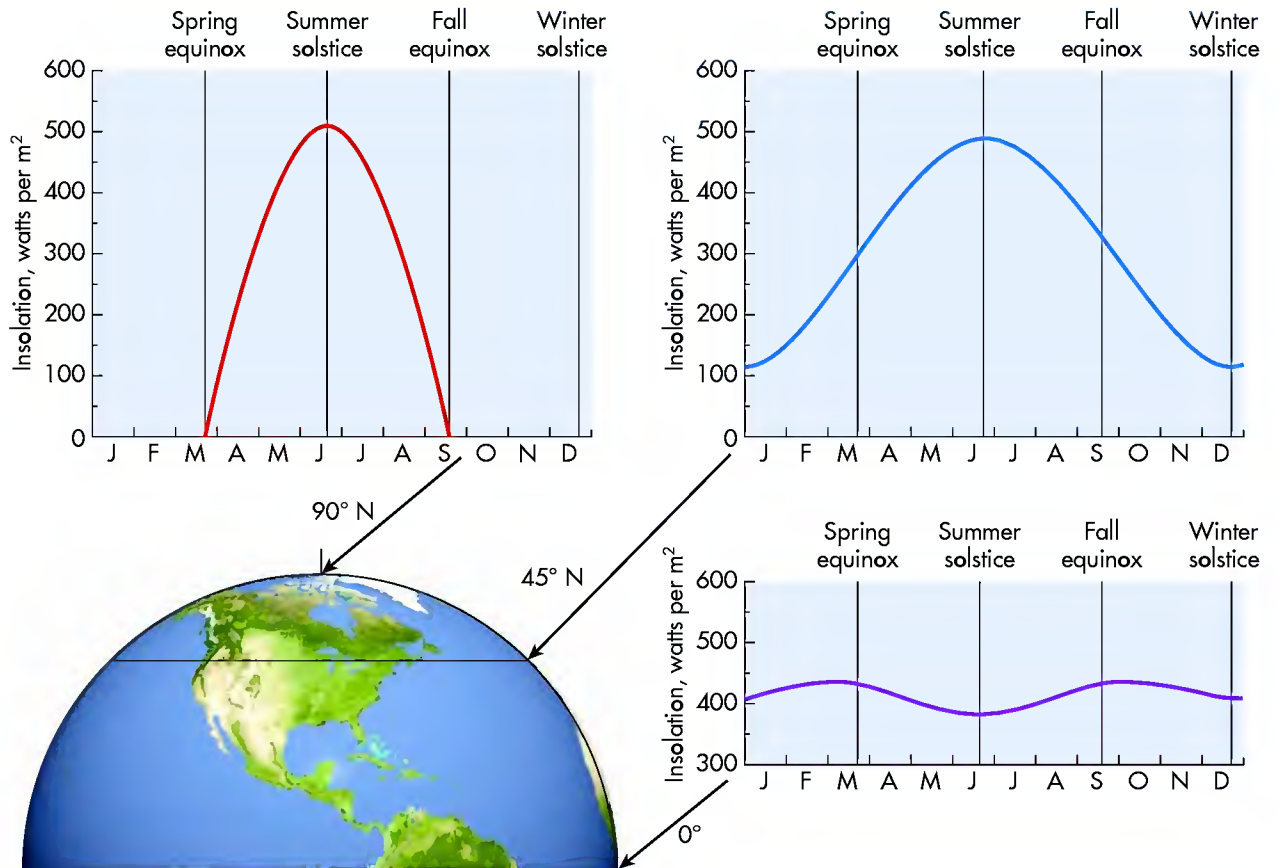 Spring equinox
Summer solstice
Fall equinox
Winter solstice
600
500
400
300
200
100
0
Insolation, watts per m²
J F M A M J J A S O N D
Spring equinox
Summer solstice
Fall equinox
Winter solstice
600
500
400
300
200
100
0
Insolation, watts per m²
J F M A M J J A S O N D
90° N
45° N
0°
Spring equinox
Summer solstice
Fall equinox
Winter solstice
600
500
400
300
Insolation, watts per m²
J F M A M J J A S O N D